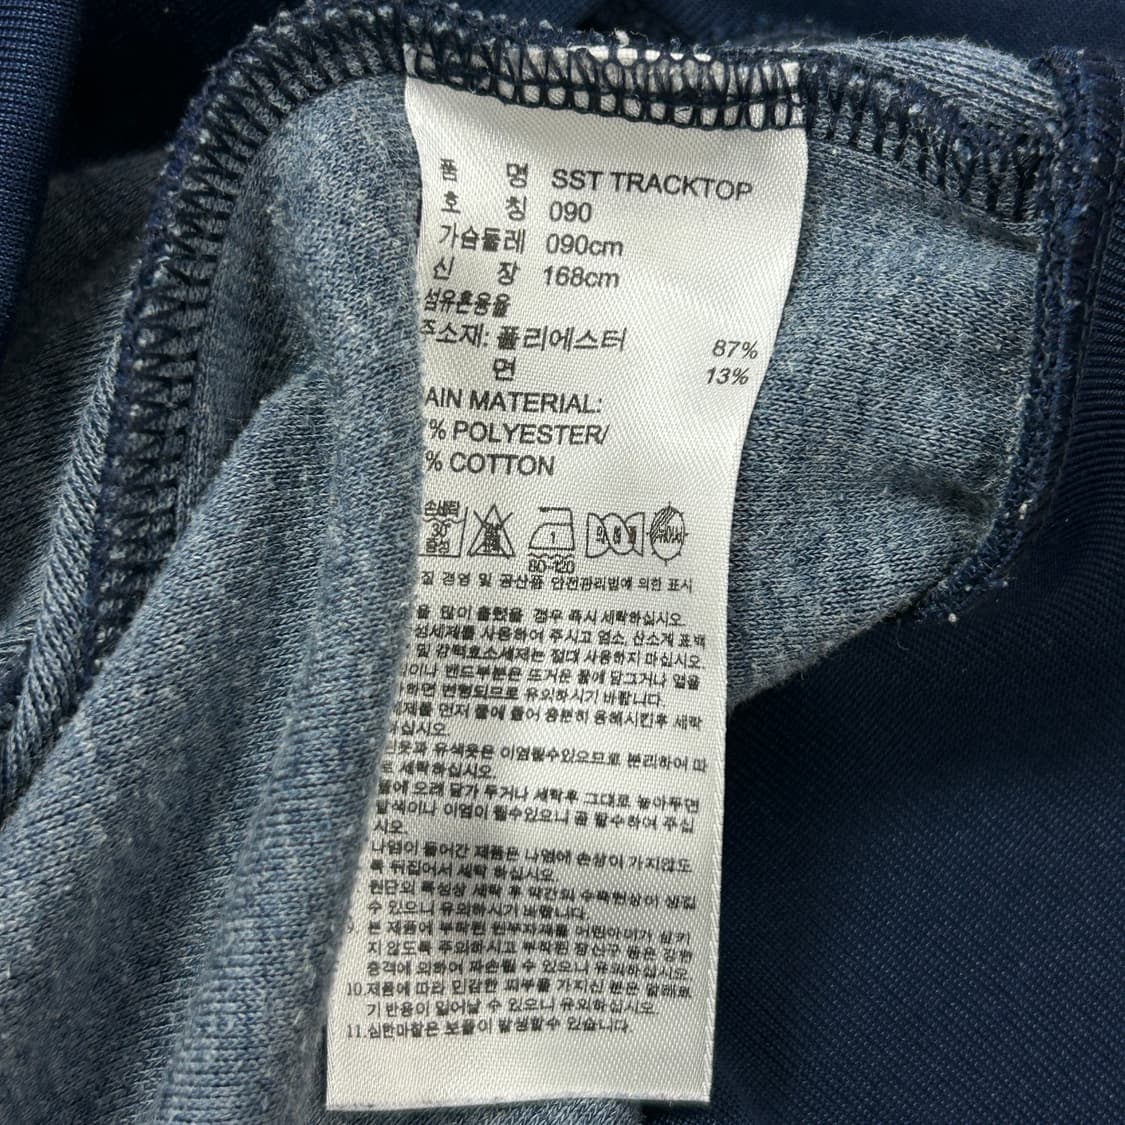 품 명 SST TRACKTOP
호 칭 090
가슴둘레 090cm
신 장 168cm
섬유혼용율
주소재: 폴리에스터 87%
면 13%
AIN MATERIAL:
% POLYESTER/
% COTTON
손세탁
30
중성
1
80-120
질 경영 및 공산품 안전관리법에 의한 표시
을 많이 흘렸을 경우 즉시 세탁하십시오.
성세제를 사용하여 주시고 염소, 산소계 표백
및 강력효소세제는 절대 사용하지 마십시오.
이나 밴드부분은 뜨거운 물에 담그거나 열을
하면 변형되므로 유의하시기 바랍니다.
세제를 먼저 물에 풀어 충분히 용해시킨후 세탁
십시오.
옷과 유색옷은 이염될수있으므로 분리하여 따
로 세탁하십시오.
물에 오래 담가 두거나 세탁후 그대로 놓아두면
탈색이나 이염이 될수있으니 곧 탈수하여 주십
시오.
나염이 들어간 제품은 나염에 손상이 가지않도
록 뒤집어서 세탁 하십시오.
원단의 특성상 세탁 후 약간의 수축현상이 생길
수 있으니 유의하시기 바랍니다.
9. 본 제품에 부착된 원부자재를 어린아이가 삼키
지 않도록 주의하시고 부착된 장신구 등은 강한
충격에 의하여 파손될 수 있으니 유의하십시오.
10.제품에 따라 민감한 피부를 가지신 분은 알레르
기 반응이 일어날 수 있으니 유의하십시오.
11.심한마찰은 보풀이 발생할수 있습니다.